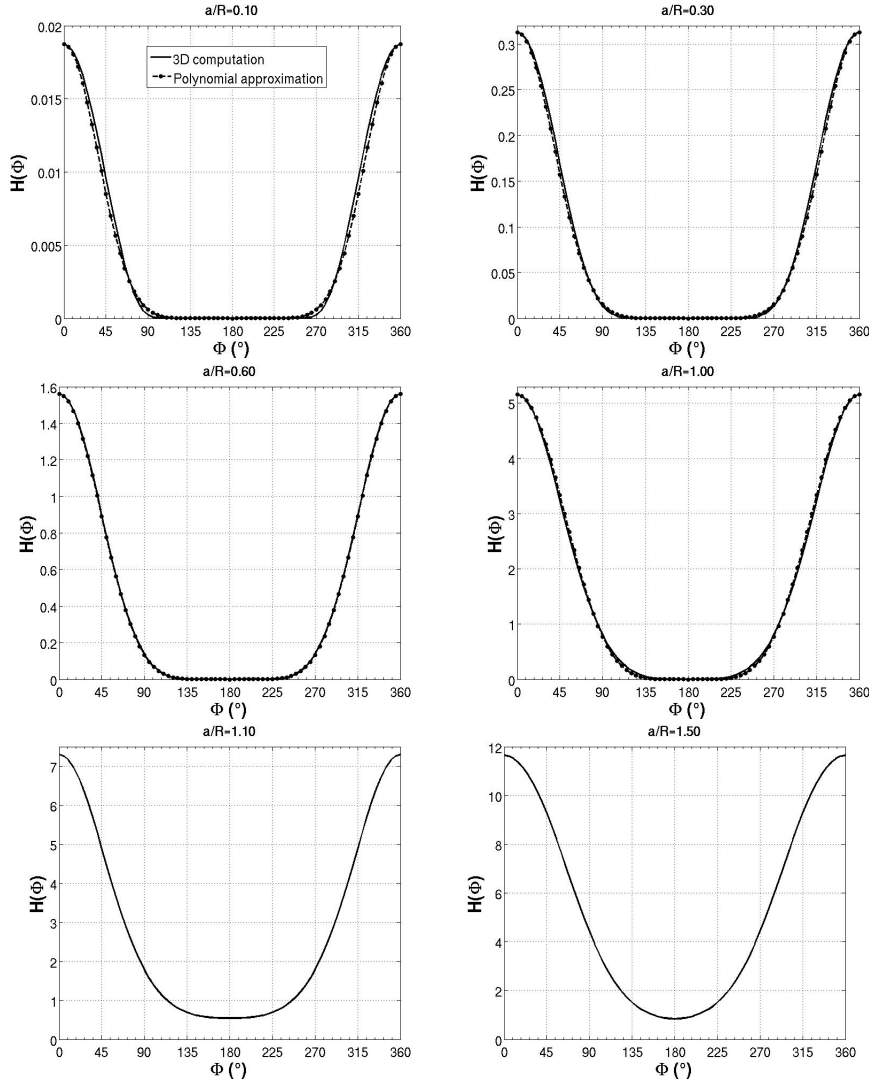 a/R=0.10
0.02
0.015
0.01
0.005
0
H(Φ)
3D computation
Polynomial approximation
0 45 90 135 180 225 270 315 360
Φ (°)
a/R=0.30
0.3
0.25
0.2
0.15
0.1
0.05
0
H(Φ)
0 45 90 135 180 225 270 315 360
Φ (°)
a/R=0.60
1.6
1.4
1.2
1
0.8
0.6
0.4
0.2
0
H(Φ)
0 45 90 135 180 225 270 315 360
Φ (°)
a/R=1.00
5
4
3
2
1
0
H(Φ)
0 45 90 135 180 225 270 315 360
Φ (°)
a/R=1.10
7
6
5
4
3
2
1
0
H(Φ)
0 45 90 135 180 225 270 315 360
Φ (°)
a/R=1.50
12
10
8
6
4
2
0
H(Φ)
0 45 90 135 180 225 270 315 360
Φ (°)